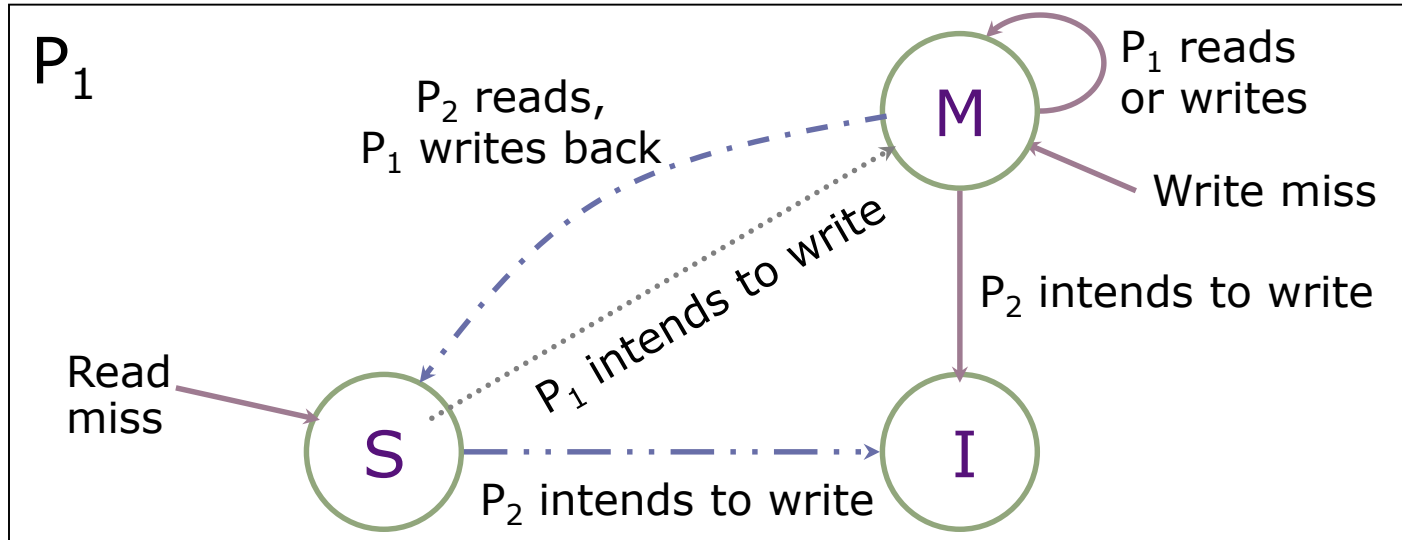 P₁
P₂ reads,
P₁ writes back
M
P₁ reads
or writes
Write miss
P₁ intends to write
P₂ intends to write
Read
miss
S
I
P₂ intends to write